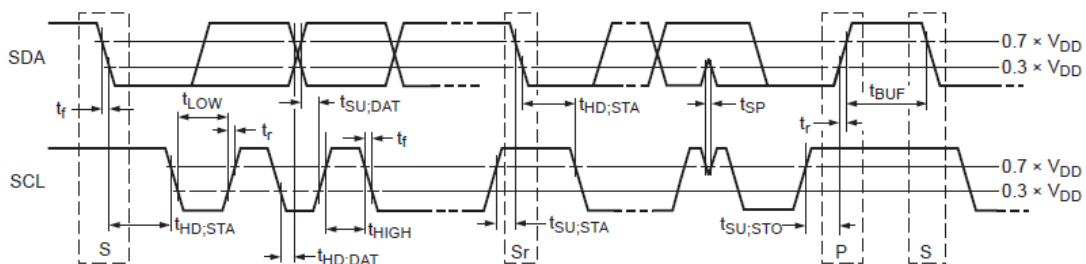 SDA
0.7 × VDD
0.3 × VDD
tf
tLOW
tSU;DAT
tHD;STA
tSP
tBUF
tr
tr
tf
SCL
0.7 × VDD
0.3 × VDD
tHD;STA
tHIGH
tSU;STA
tSU;STO
S
tHD;DAT
Sr
P
S